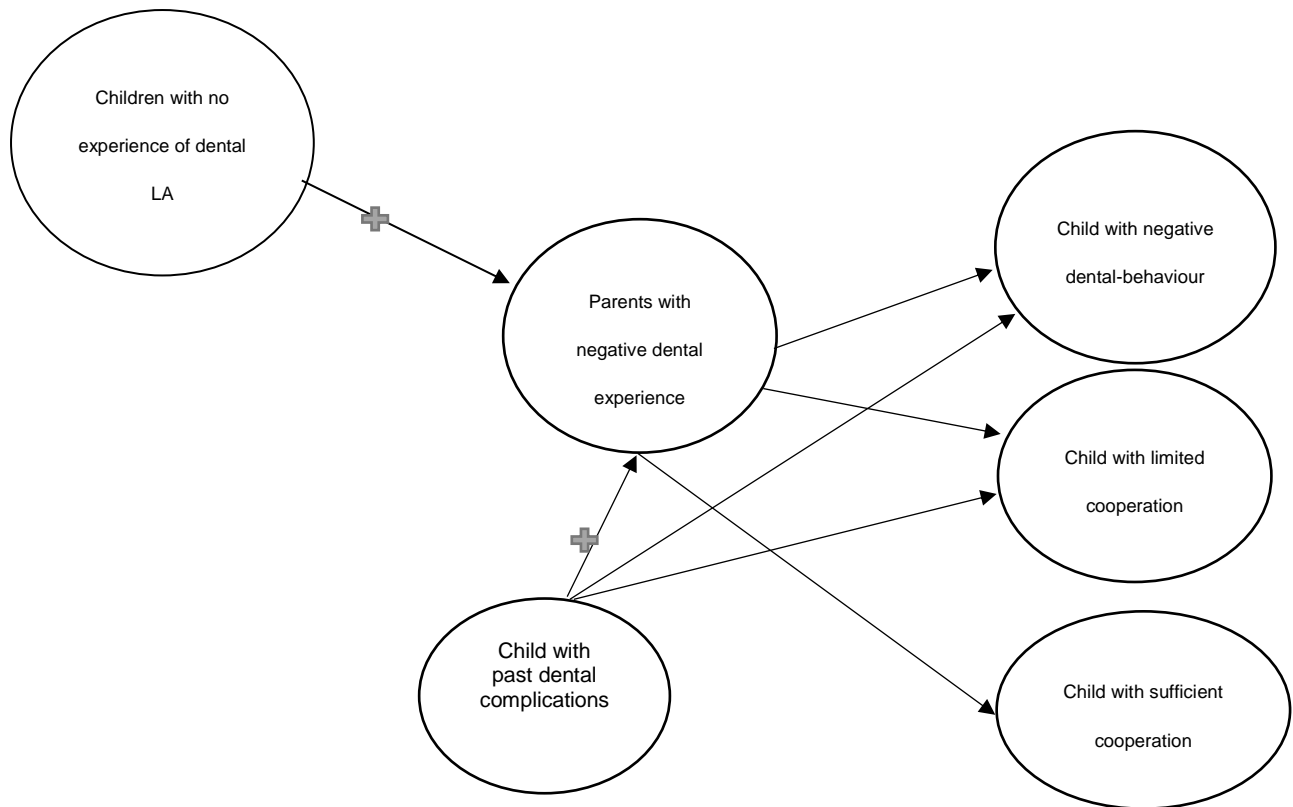 Children with no
experience of dental
LA
Parents with
negative dental
experience
Child with negative
dental-behaviour
Child with limited
cooperation
Child with
past dental
complications
Child with sufficient
cooperation